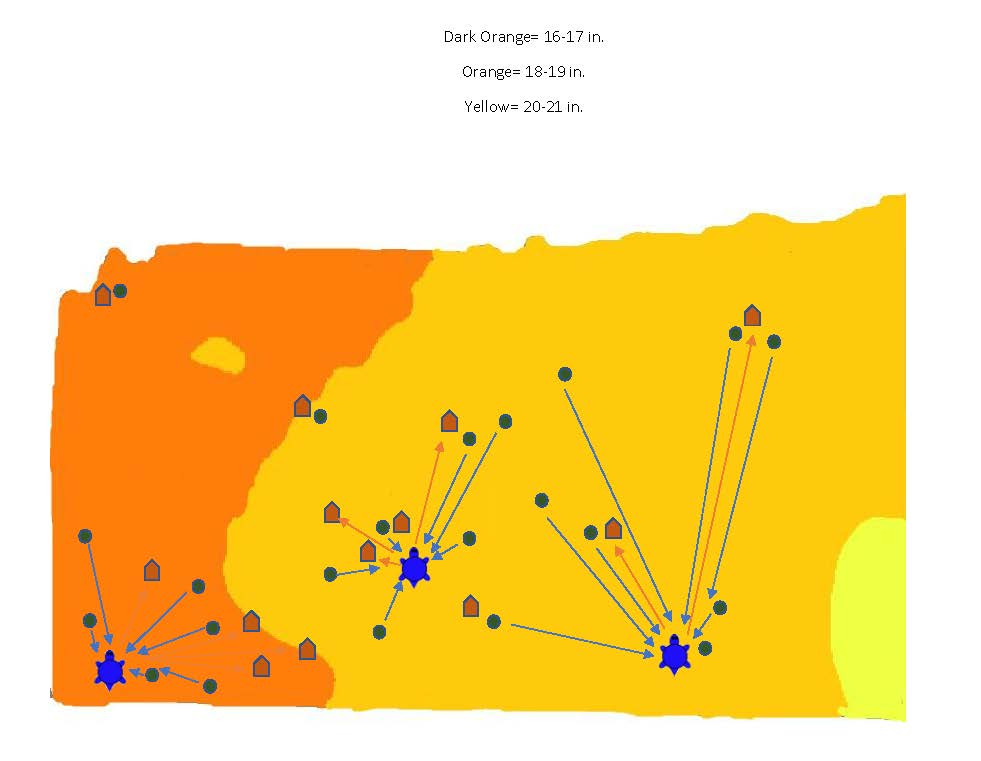 Dark Orange= 16-17 in.
Orange= 18-19 in.
Yellow= 20-21 in.